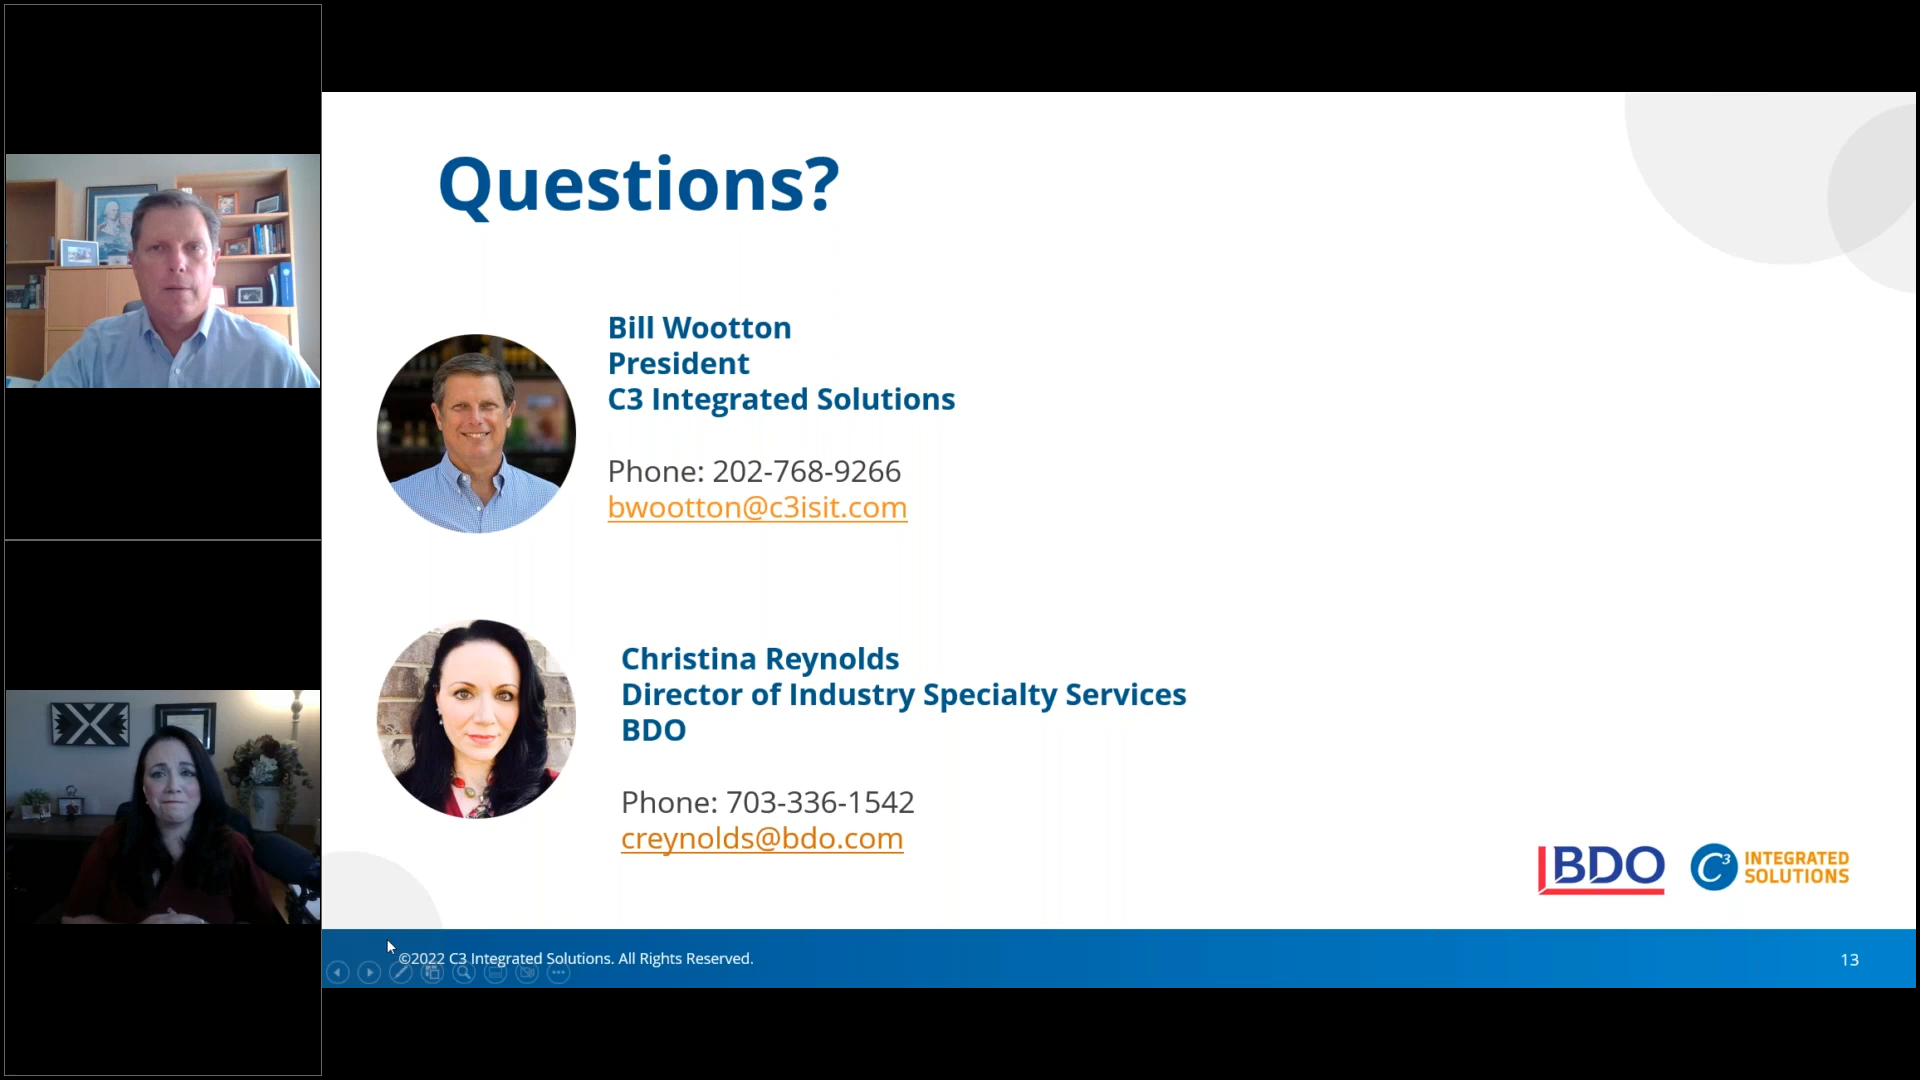 Questions?
Bill Wootton
President
C3 Integrated Solutions
Phone: 202-768-9266
bwootton@c3isit.com
Christina Reynolds
Director of Industry Specialty Services
BDO
Phone: 703-336-1542
creynolds@bdo.com
BDO
C3 INTEGRATED
SOLUTIONS
©2022 C3 Integrated Solutions. All Rights Reserved.
13